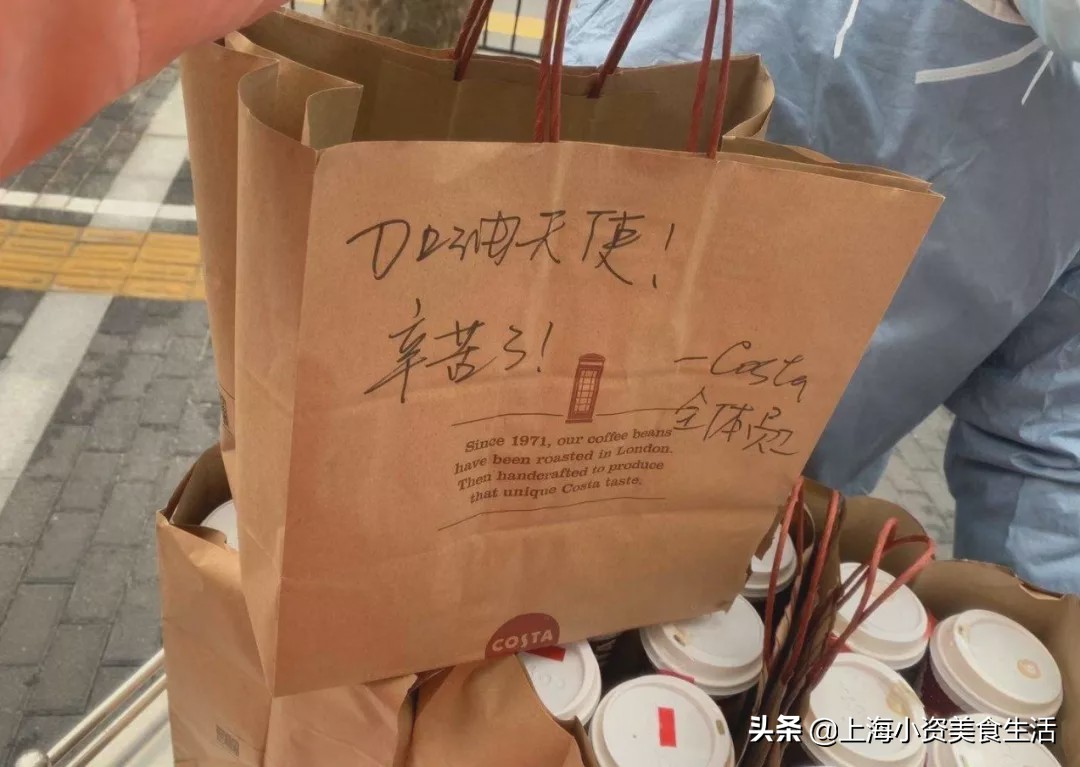 加油天使!
辛苦了!
—Costa
全体员工
Since 1971, our coffee beans
have been roasted in London.
Then handcrafted to produce
that unique Costa taste.
COSTA
头条 @上海小资美食生活